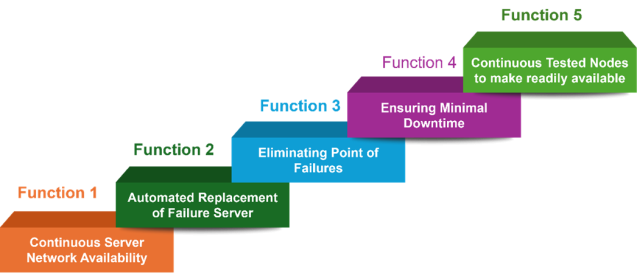 Function 5
Continuous Tested Nodes
to make readily available
Function 4
Ensuring Minimal
Downtime
Function 3
Eliminating Point of
Failures
Function 2
Automated Replacement
of Failure Server
Function 1
Continuous Server
Network Availability